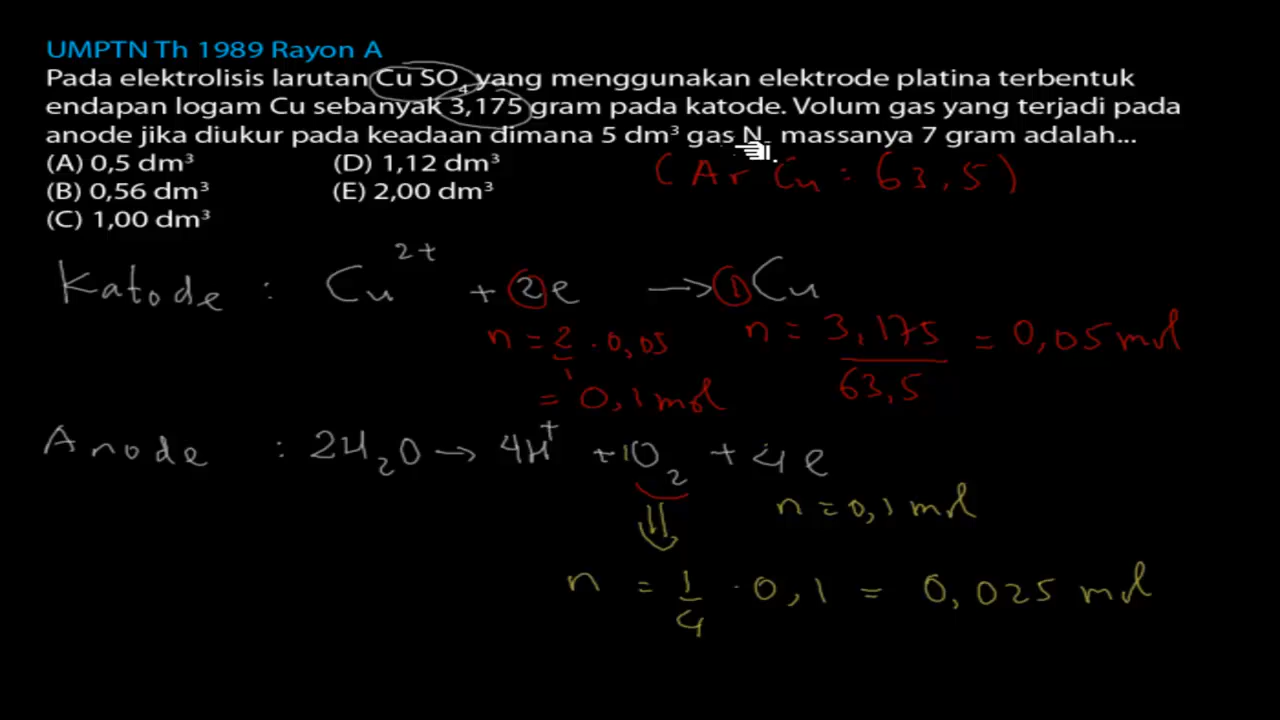 UMPTN Th 1989 Rayon A
Pada elektrolisis larutan Cu SO4 yang menggunakan elektrode platina terbentuk
endapan logam Cu sebanyak 3,175 gram pada katode. Volum gas yang terjadi pada
anode jika diukur pada keadaan dimana 5 dm³ gas N massanya 7 gram adalah...
(A) 0,5 dm³ (D) 1,12 dm³
(B) 0,56 dm³ (E) 2,00 dm³
(C) 1,00 dm³
(Ar Cu = 63,5)
Katode : Cu²⁺ + 2e → 1 Cu
n = 2/1 . 0,05 n = 3,175/63,5 = 0,05 mol
= 0,1 mol
Anode : 2H₂O → 4H⁺ + 1O₂ + 4e
n = 0,1 mol
n = 1/4 . 0,1 = 0,025 mol